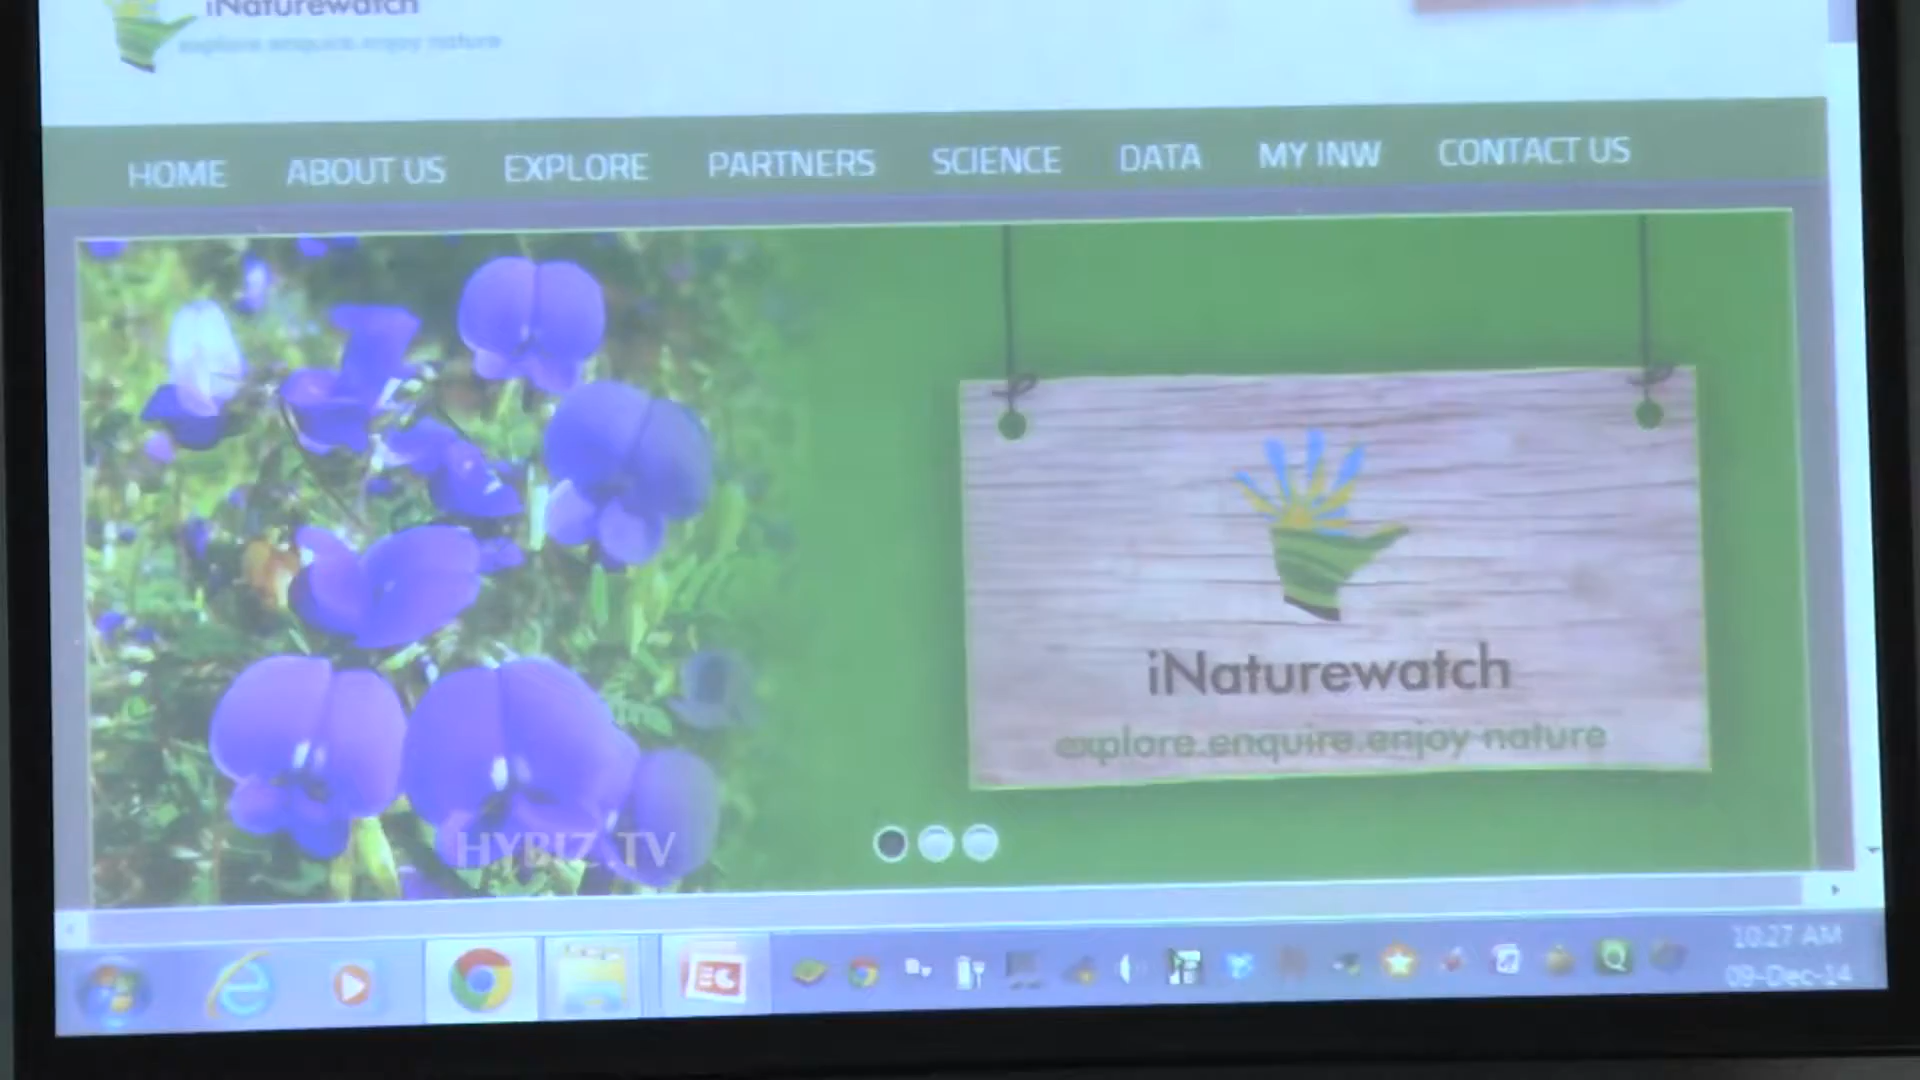 iNaturewatch
explore.enquire.enjoy nature
HOME ABOUT US EXPLORE PARTNERS SCIENCE DATA MY INW CONTACT US
iNaturewatch
explore.enquire.enjoy nature
HYBIZ.TV
10:27 AM
09-Dec-14